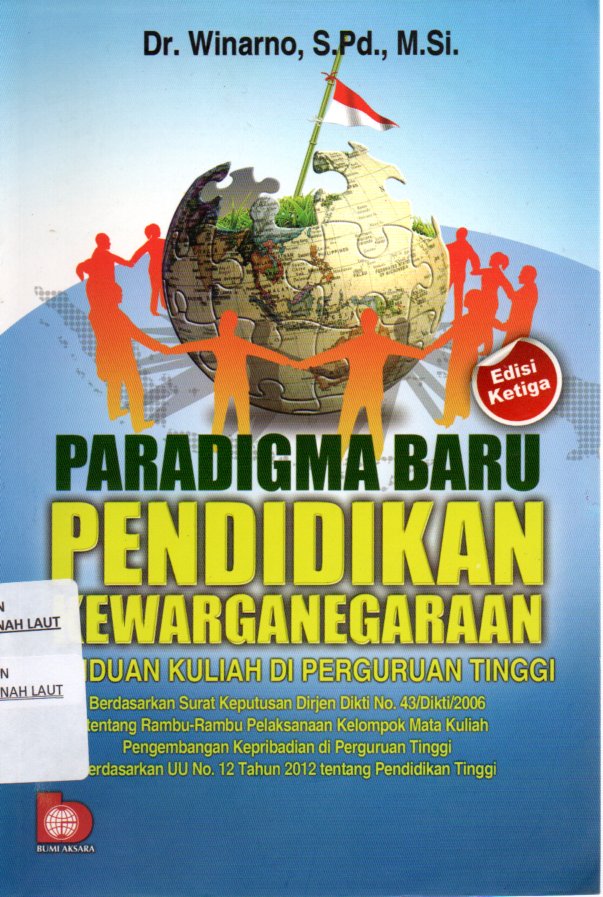 Dr. Winarno, S.Pd., M.Si.
Edisi
Ketiga
PARADIGMA BARU
PENDIDIKAN
KEWARGANEGARAAN
NDUAN KULIAH DI PERGURUAN TINGGI
Berdasarkan Surat Keputusan Dirjen Dikti No. 43/Dikti/2006
tentang Rambu-Rambu Pelaksanaan Kelompok Mata Kuliah
Pengembangan Kepribadian di Perguruan Tinggi
erdasarkan UU No. 12 Tahun 2012 tentang Pendidikan Tinggi
N
NAH LAUT
N
NAH LAUT
BUMI AKSARA